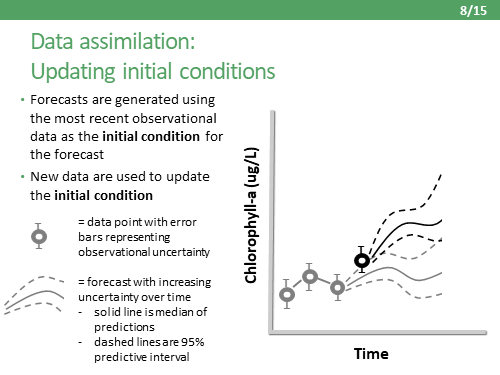 8/15
Data assimilation:
Updating initial conditions
• Forecasts are generated using
the most recent observational
data as the initial condition for
the forecast
• New data are used to update
the initial condition
= data point with error
bars representing
observational uncertainty
= forecast with increasing
uncertainty over time
- solid line is median of
predictions
- dashed lines are 95%
predictive interval
Chlorophyll-a (ug/L)
Time